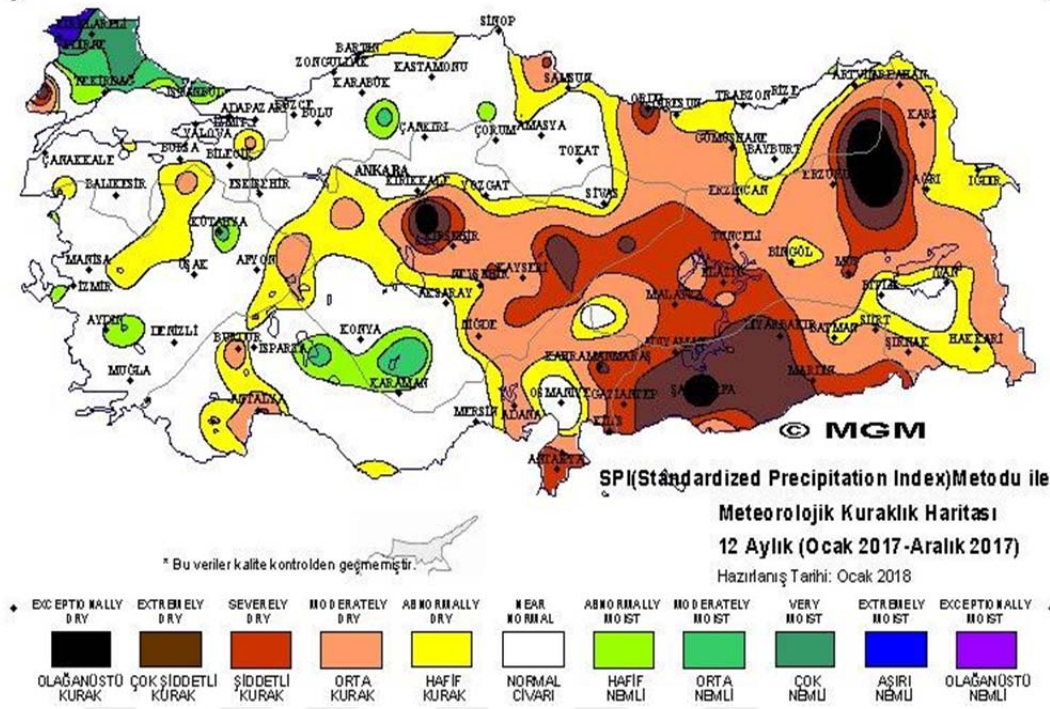 SİNOP
BARTIN
ZONGULDAK
KASTAMONU
KARABÜK
SAMSUN
ARTVİN ARDAHAN
KIRKLARELİ
EDİRNE
TEKİRDAĞ
İSTANBUL
ADAPAZARI
DÜZCE
BOLU
ORDU
GİRESUN
TRABZON
RİZE
KARS
İZMİT
YALOVA
ÇANKIRI
ÇORUM
AMASYA
GÜMÜŞHANE
BAYBURT
BURSA
BİLECİK
ÇANAKKALE
TOKAT
ANKARA
KIRIKKALE
YOZGAT
SİVAS
ERZİNCAN
ERZURUM
AĞRI
IĞDIR
BALIKESİR
ESKİŞEHİR
KÜTAHYA
KIRŞEHİR
TUNCELİ
BİNGÖL
MUŞ
MANİSA
UŞAK
AFYON
NEVŞEHİR
KAYSERİ
ELAZIĞ
VAN
İZMİR
AKSARAY
MALATYA
BİTLİS
AYDIN
DENİZLİ
KONYA
NİĞDE
DİYARBAKIR
BATMAN
SİİRT
BURDUR
ISPARTA
KAHRAMANMARAŞ
ADIYAMAN
ŞIRNAK
HAKKARİ
MUĞLA
KARAMAN
OSMANİYE
GAZİANTEP
ŞANLIURFA
MARDİN
ANTALYA
MERSİN
ADANA
KİLİS
ANTAKYA
© MGM
SPI(Standardized Precipitation Index)Metodu ile
Meteorolojik Kuraklık Haritası
12 Aylık (Ocak 2017-Aralık 2017)
Hazırlanış Tarihi: Ocak 2018
* Bu veriler kalite kontrolden geçmemiştir.
EXCEPTIONALLY DRY
EXTREMELY DRY
SEVERELY DRY
MODERATELY DRY
ABNORMALLY DRY
NEAR NORMAL
ABNORMALLY MOIST
MODERATELY MOIST
VERY MOIST
EXTREMELY MOIST
EXCEPTIONALLY MOIST
OLAĞANÜSTÜ KURAK
ÇOK ŞİDDETLİ KURAK
ŞİDDETLİ KURAK
ORTA KURAK
HAFİF KURAK
NORMAL CİVARI
HAFİF NEMLİ
ORTA NEMLİ
ÇOK NEMLİ
AŞIRI NEMLİ
OLAĞANÜSTÜ NEMLİ